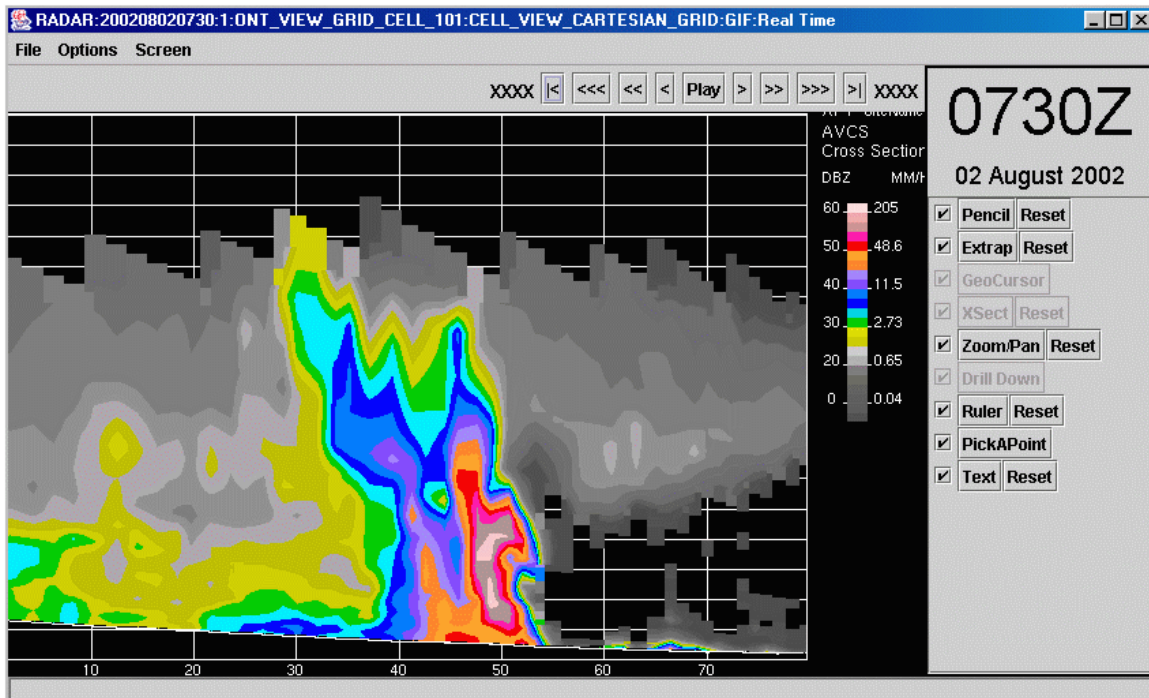 RADAR:200208020730:1:ONT_VIEW_GRID_CELL_101:CELL_VIEW_CARTESIAN_GRID:GIF:Real Time
File Options Screen
XXXX |< <<< << < Play > >> >>> >| XXXX
0730Z
02 August 2002
AVCS
Cross Section
DBZ MM/H
60 205
50 48.6
40 11.5
30 2.73
20 0.65
0 0.04
Pencil Reset
Extrap Reset
GeoCursor
XSect Reset
Zoom/Pan Reset
Drill Down
Ruler Reset
PickAPoint
Text Reset
10 20 30 40 50 60 70